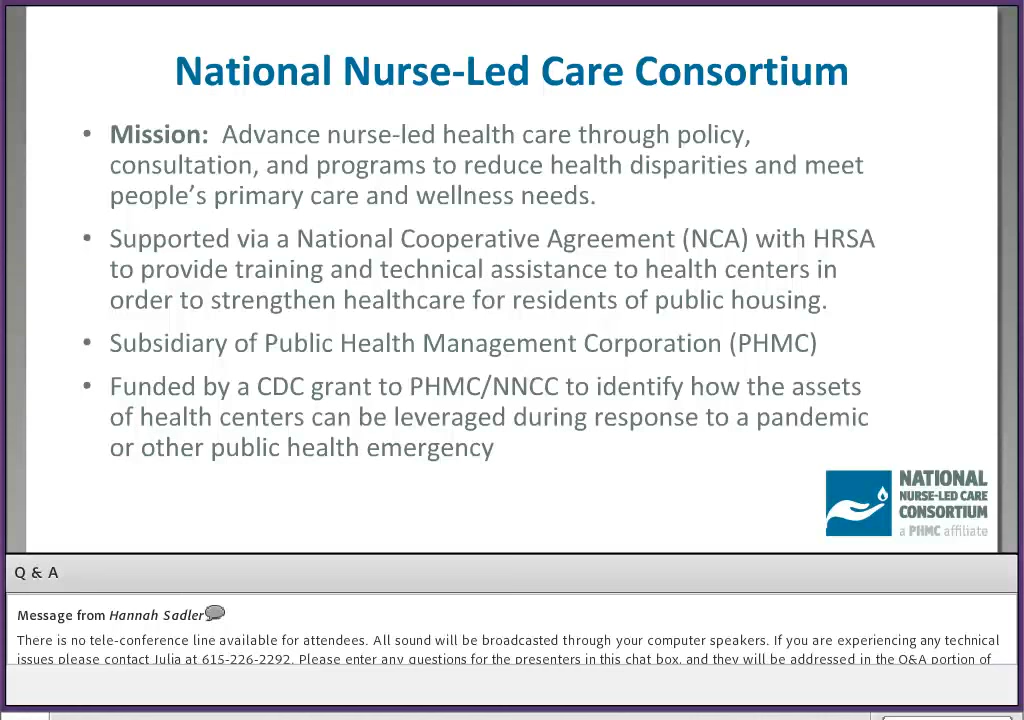 National Nurse-Led Care Consortium
• Mission: Advance nurse-led health care through policy,
consultation, and programs to reduce health disparities and meet
people's primary care and wellness needs.
• Supported via a National Cooperative Agreement (NCA) with HRSA
to provide training and technical assistance to health centers in
order to strengthen healthcare for residents of public housing.
• Subsidiary of Public Health Management Corporation (PHMC)
• Funded by a CDC grant to PHMC/NNCC to identify how the assets
of health centers can be leveraged during response to a pandemic
or other public health emergency
NATIONAL
NURSE-LED CARE
CONSORTIUM
a PHMC affiliate
Q & A
Message from Hannah Sadler
There is no tele-conference line available for attendees. All sound will be broadcasted through your computer speakers. If you are experiencing any technical
issues please contact Julia at 615-226-2292. Please enter any questions for the presenters in this chat box, and they will be addressed in the Q&A portion of